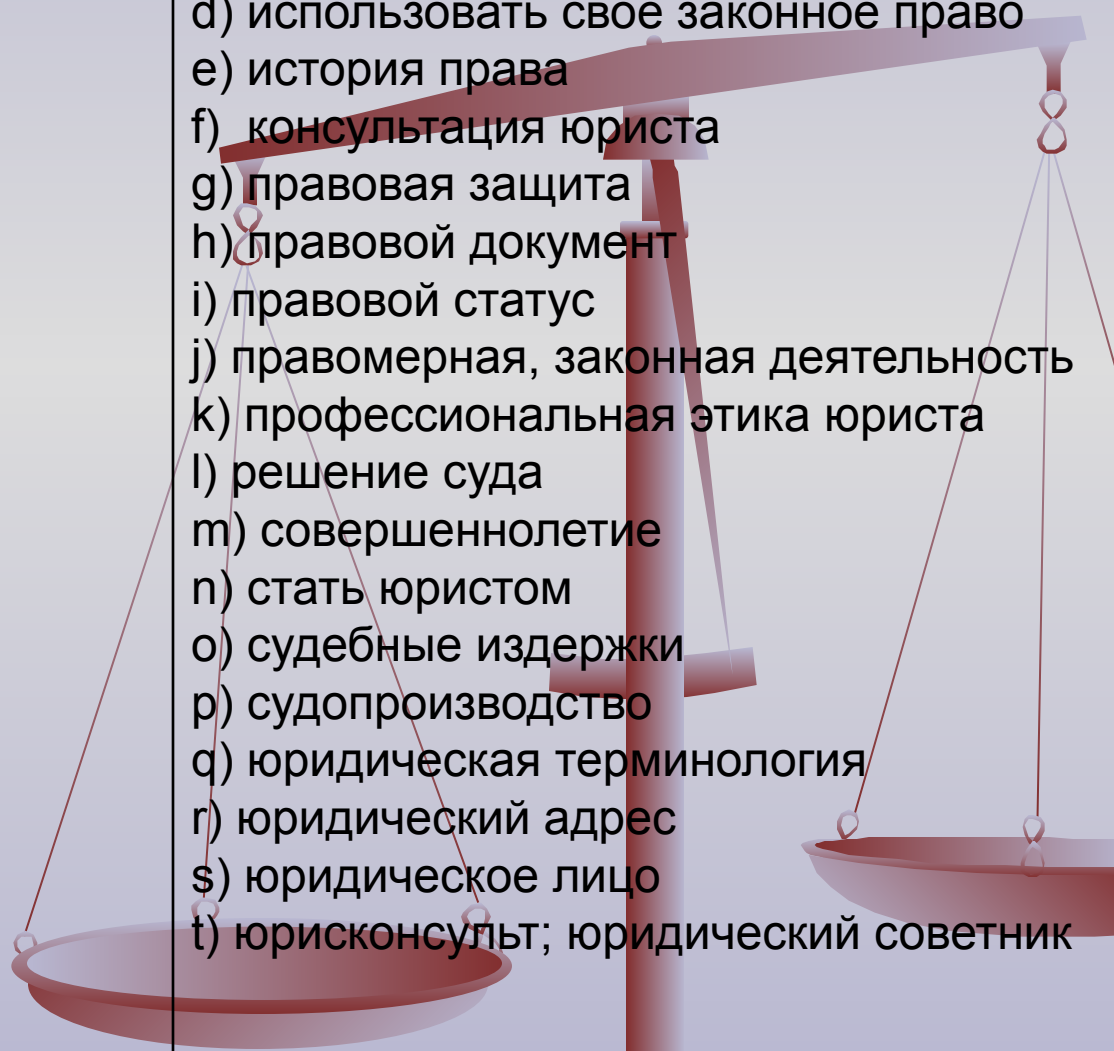 d) использовать свое законное право
e) история права
f) консультация юриста
g) правовая защита
h) правовой документ
i) правовой статус
j) правомерная, законная деятельность
k) профессиональная этика юриста
l) решение суда
m) совершеннолетие
n) стать юристом
o) судебные издержки
p) судопроизводство
q) юридическая терминология
r) юридический адрес
s) юридическое лицо
t) юрисконсульт; юридический советник